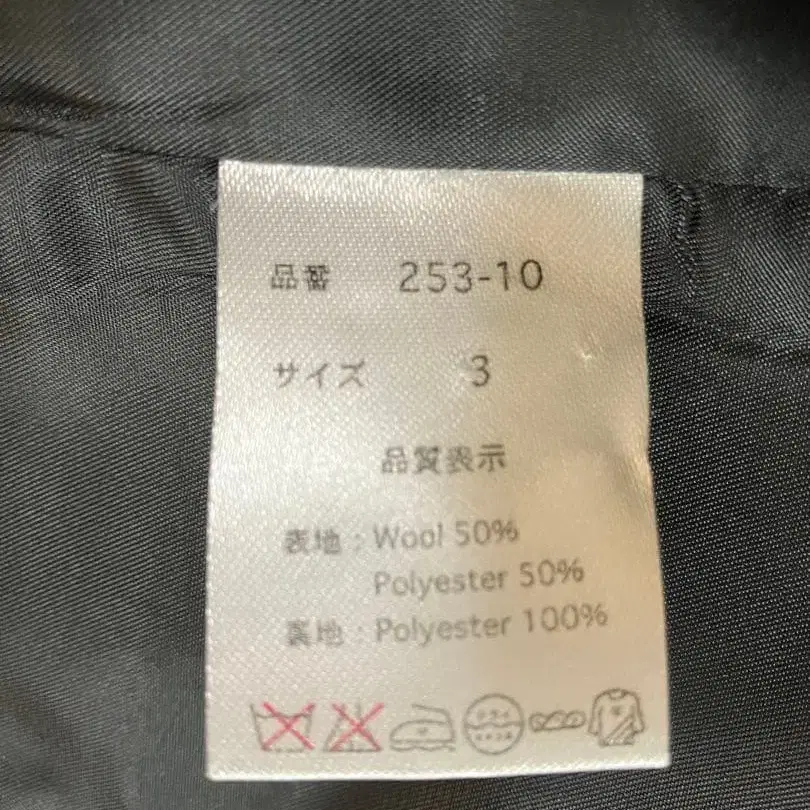 品番 253-10
サイズ 3
品質表示
表地：Wool 50%
Polyester 50%
裏地：Polyester 100%